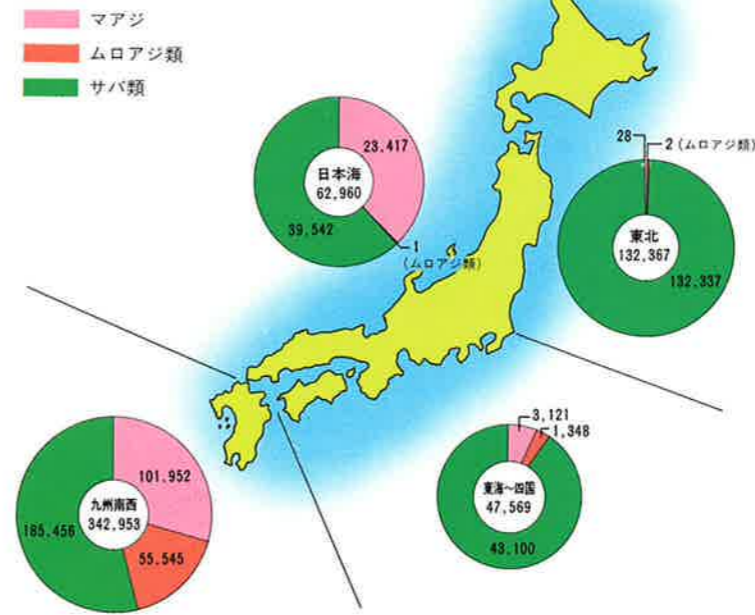 マアジ
ムロアジ類
サバ類
23,417
日本海
62,960
39,542
1
(ムロアジ類)
28
2 (ムロアジ類)
東北
132,367
132,337
101,952
九州南西
342,953
185,456
55,545
3,121
1,348
東海〜四国
47,569
43,100